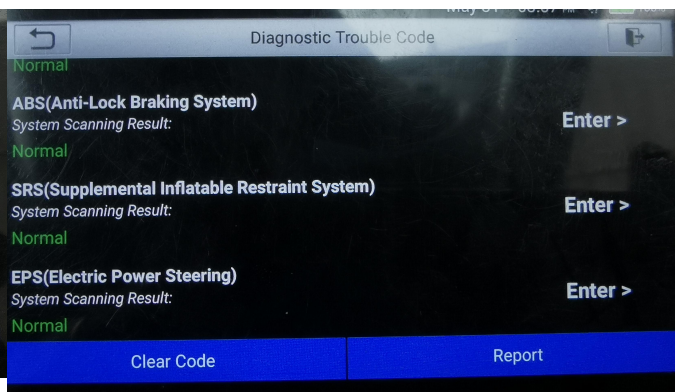 Diagnostic Trouble Code
Normal
ABS(Anti-Lock Braking System)
System Scanning Result:
Enter >
Normal
SRS(Supplemental Inflatable Restraint System)
System Scanning Result:
Enter >
Normal
EPS(Electric Power Steering)
System Scanning Result:
Enter >
Normal
Clear Code
Report